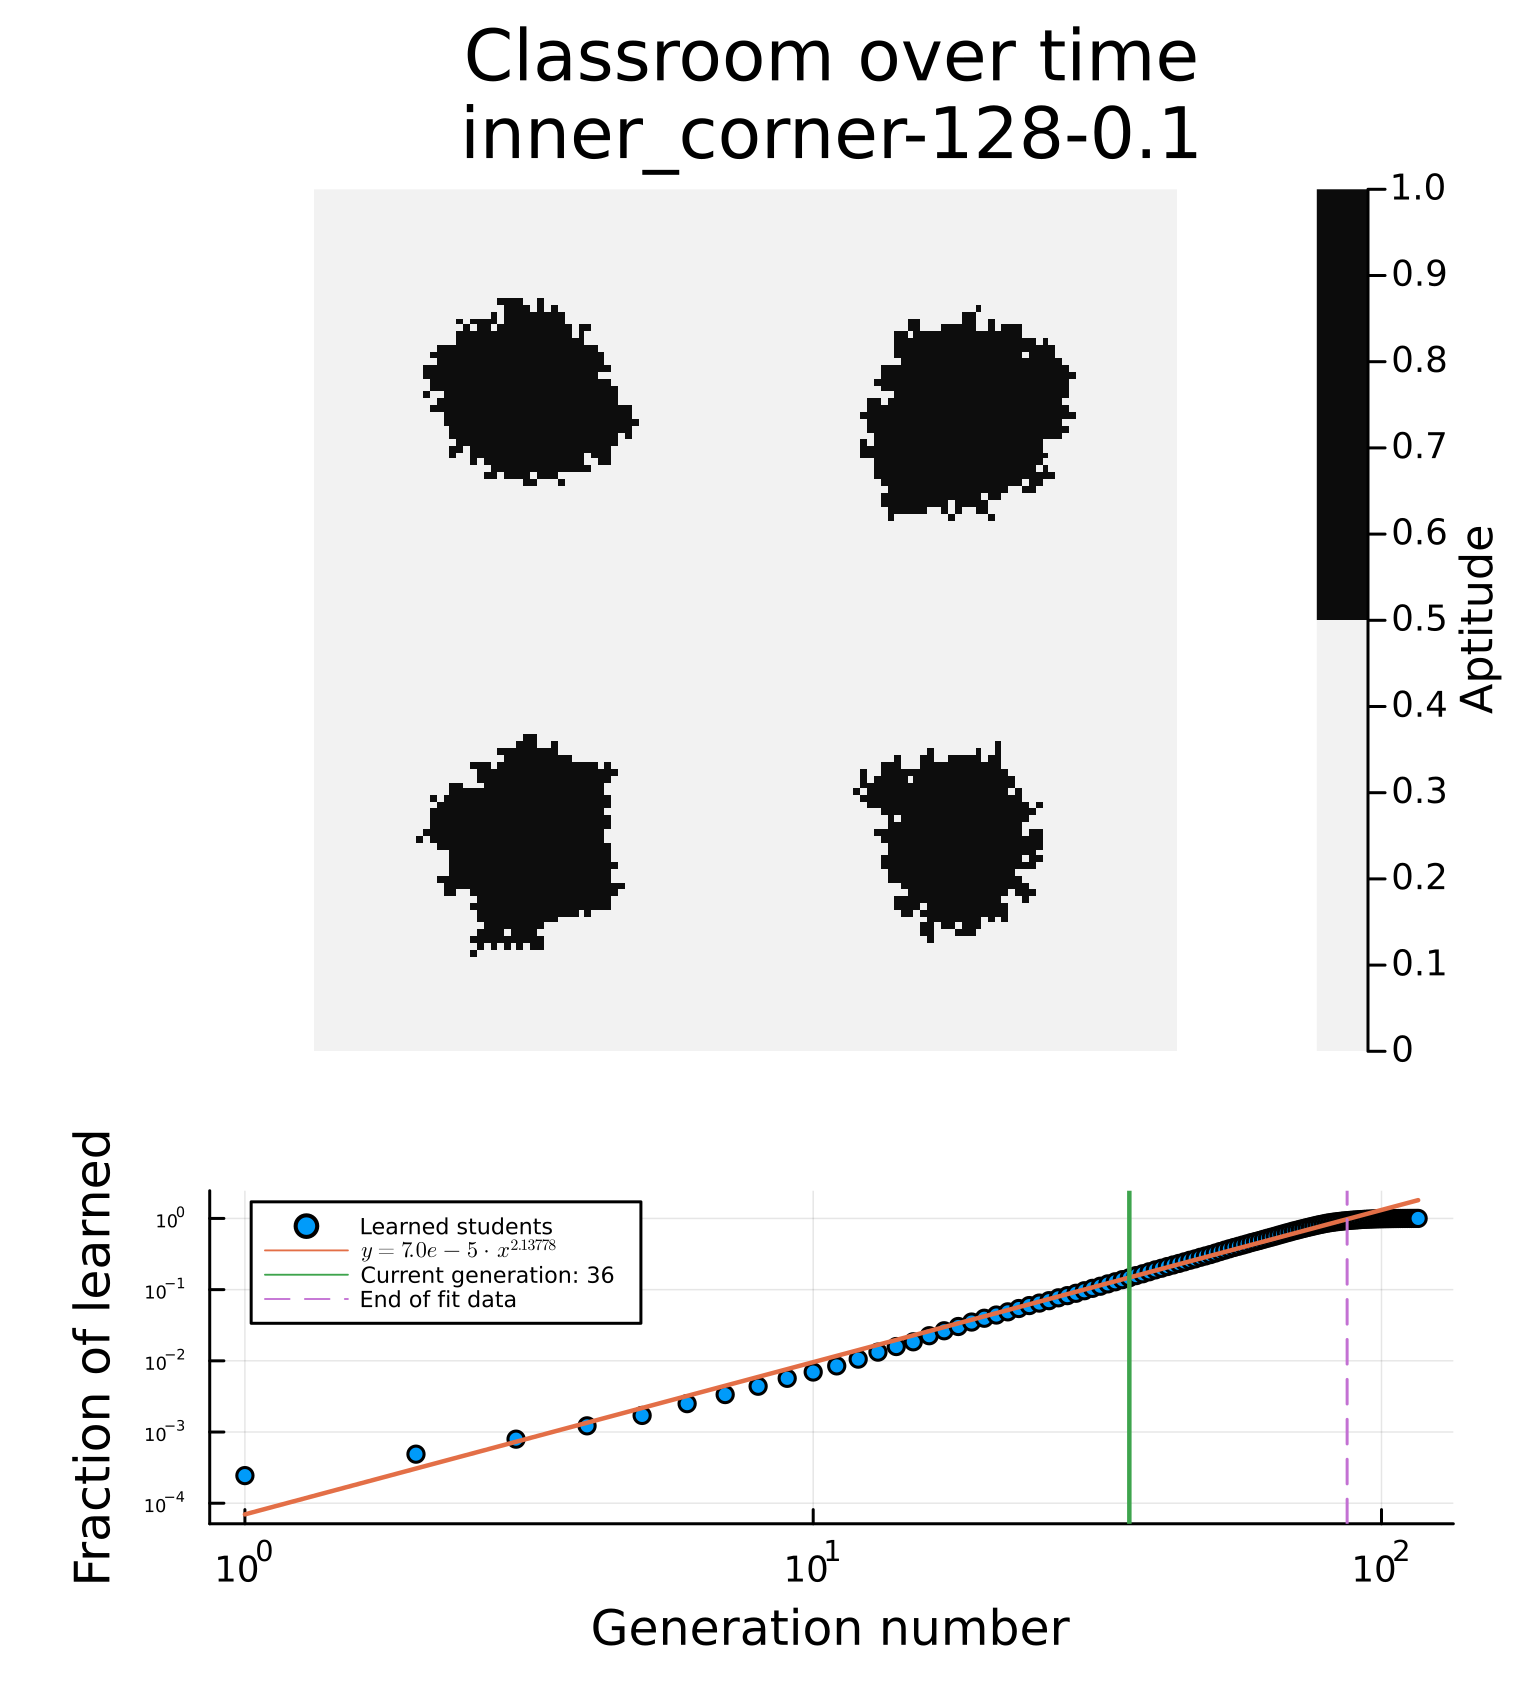 Classroom over time
inner_corner-128-0.1
1.0
0.9
0.8
0.7
0.6
0.5
0.4
0.3
0.2
0.1
0
Aptitude
Fraction of learned
10⁰
10⁻¹
10⁻²
10⁻³
10⁻⁴
Learned students
y = 7.0e − 5 · x^2.13778
Current generation: 36
End of fit data
10⁰ 10¹ 10²
Generation number